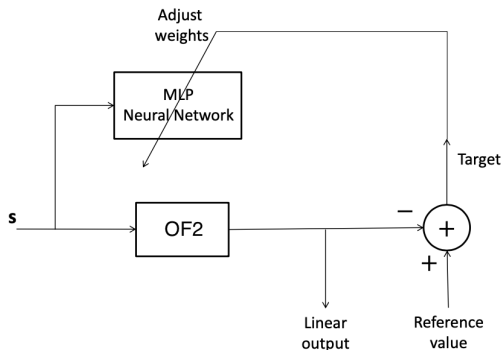 Adjust
weights
MLP
Neural Network
Target
s
OF2
−
+
+
Linear
output
Reference
value